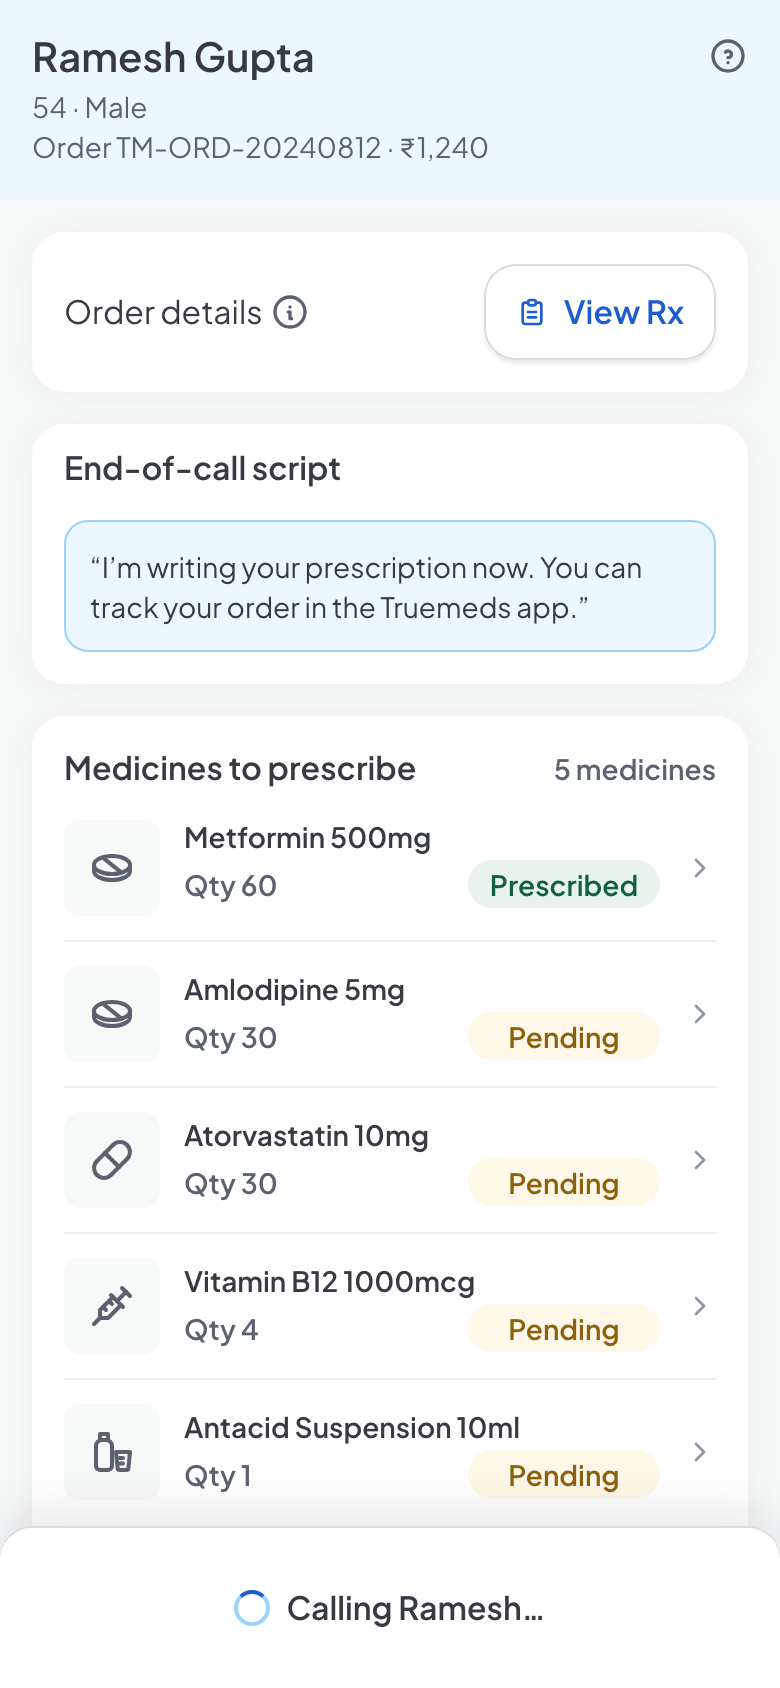 Ramesh Gupta
54 · Male
Order TM-ORD-20240812 · ₹1,240
Order details
View Rx
End-of-call script
“I’m writing your prescription now. You can
track your order in the Truemeds app.”
Medicines to prescribe
5 medicines
Metformin 500mg
Qty 60
Prescribed
Amlodipine 5mg
Qty 30
Pending
Atorvastatin 10mg
Qty 30
Pending
Vitamin B12 1000mcg
Qty 4
Pending
Antacid Suspension 10ml
Qty 1
Pending
Calling Ramesh...